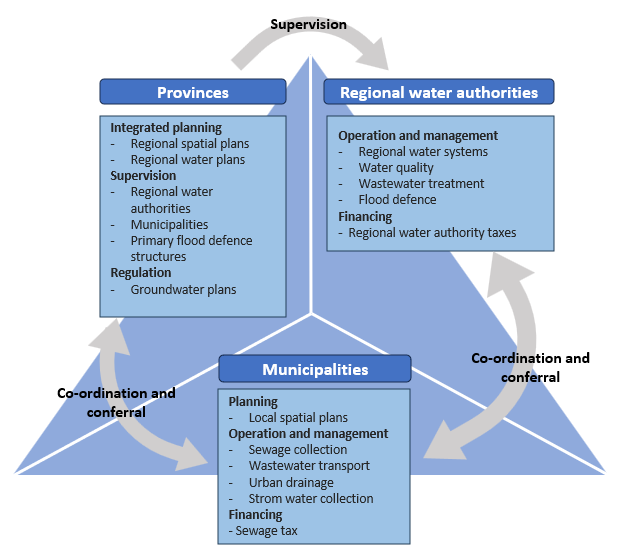 Supervision
Provinces
Integrated planning
- Regional spatial plans
- Regional water plans
Supervision
- Regional water
authorities
- Municipalities
- Primary flood defence
structures
Regulation
- Groundwater plans
Regional water authorities
Operation and management
- Regional water systems
- Water quality
- Wastewater treatment
- Flood defence
Financing
- Regional water authority taxes
Co-ordination and
conferral
Co-ordination and
conferral
Municipalities
Planning
- Local spatial plans
Operation and management
- Sewage collection
- Wastewater transport
- Urban drainage
- Strom water collection
Financing
- Sewage tax